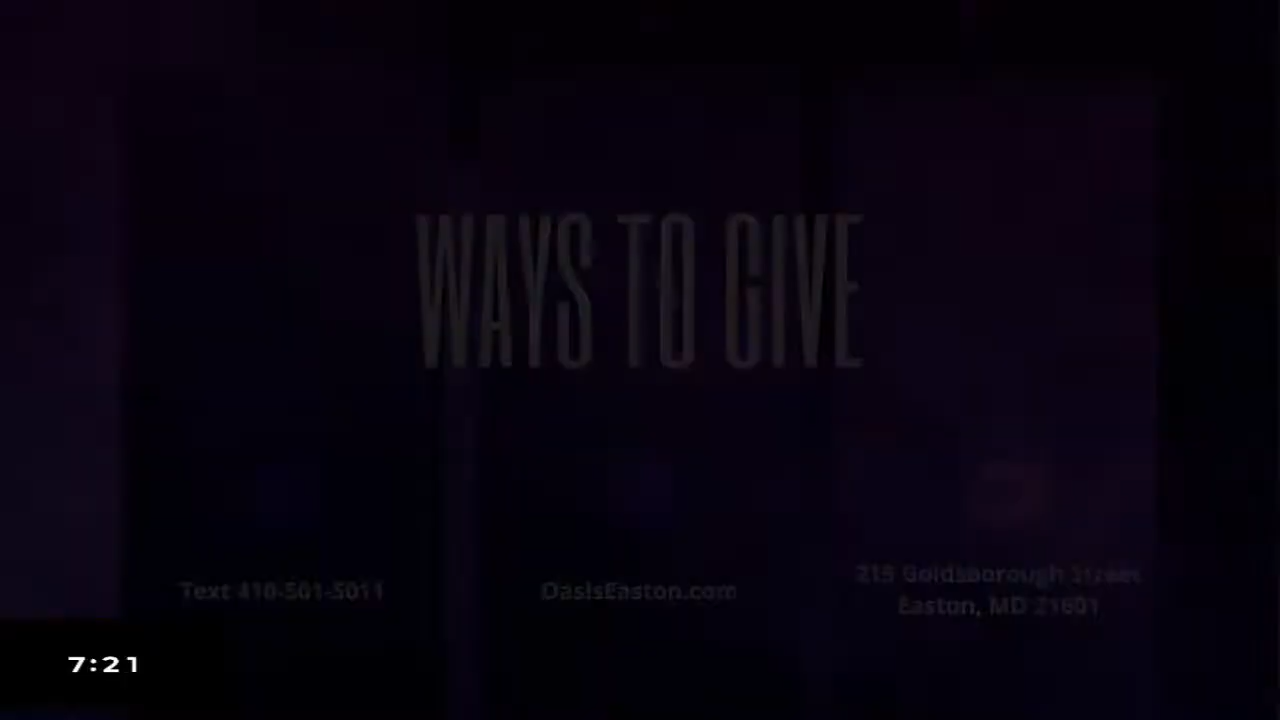 WAYS TO GIVE
Text 410-501-5011
OasisEaston.com
215 Goldsborough Street
Easton, MD 21601
7:21